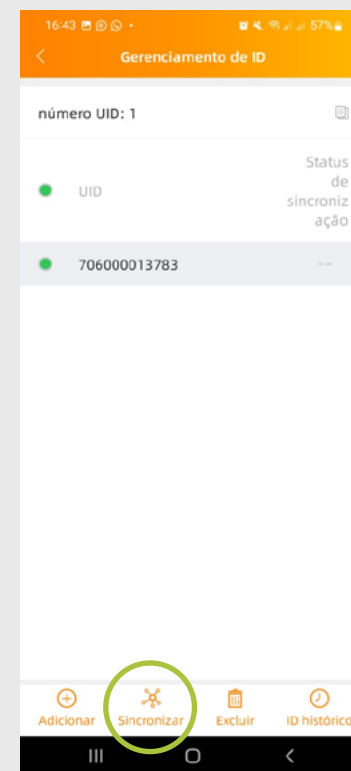 16:43
57%
Gerenciamento de ID
número UID: 1
UID
Status
de
sincroniz
ação
706000013783
--
Adicionar
Sincronizar
Excluir
ID histórico